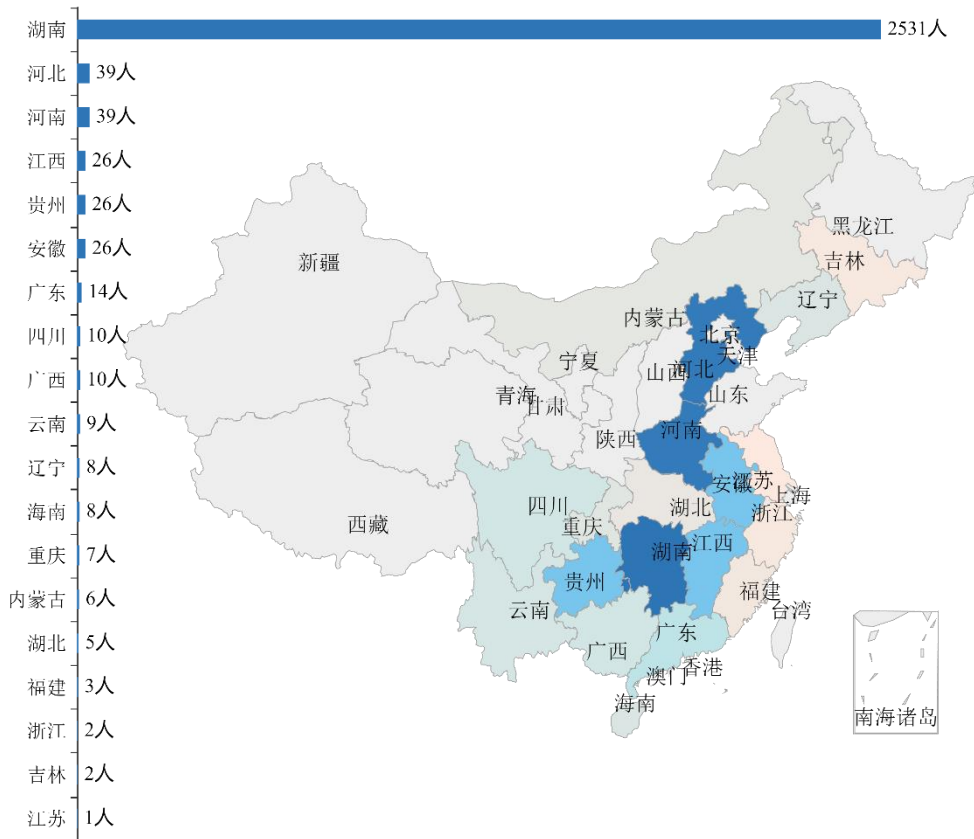 湖南 2531人
河北 39人
河南 39人
江西 26人
贵州 26人
安徽 26人
广东 14人
四川 10人
广西 10人
云南 9人
辽宁 8人
海南 8人
重庆 7人
内蒙古 6人
湖北 5人
福建 3人
浙江 2人
吉林 2人
江苏 1人
黑龙江
吉林
新疆
辽宁
内蒙古
北京
天津
宁夏
山西
河北
青海
甘肃
山东
陕西
河南
安徽
江苏
四川
上海
湖北
浙江
重庆
西藏
湖南
江西
贵州
福建
云南
台湾
广东
广西
香港
澳门
海南
南海诸岛